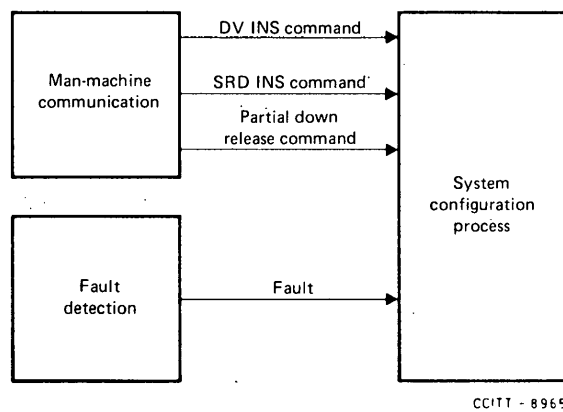 DV INS command
Man-machine
communication
SRD INS command
Partial down
release command
System
configuration
process
Fault
detection
Fault
CCITT - 8965